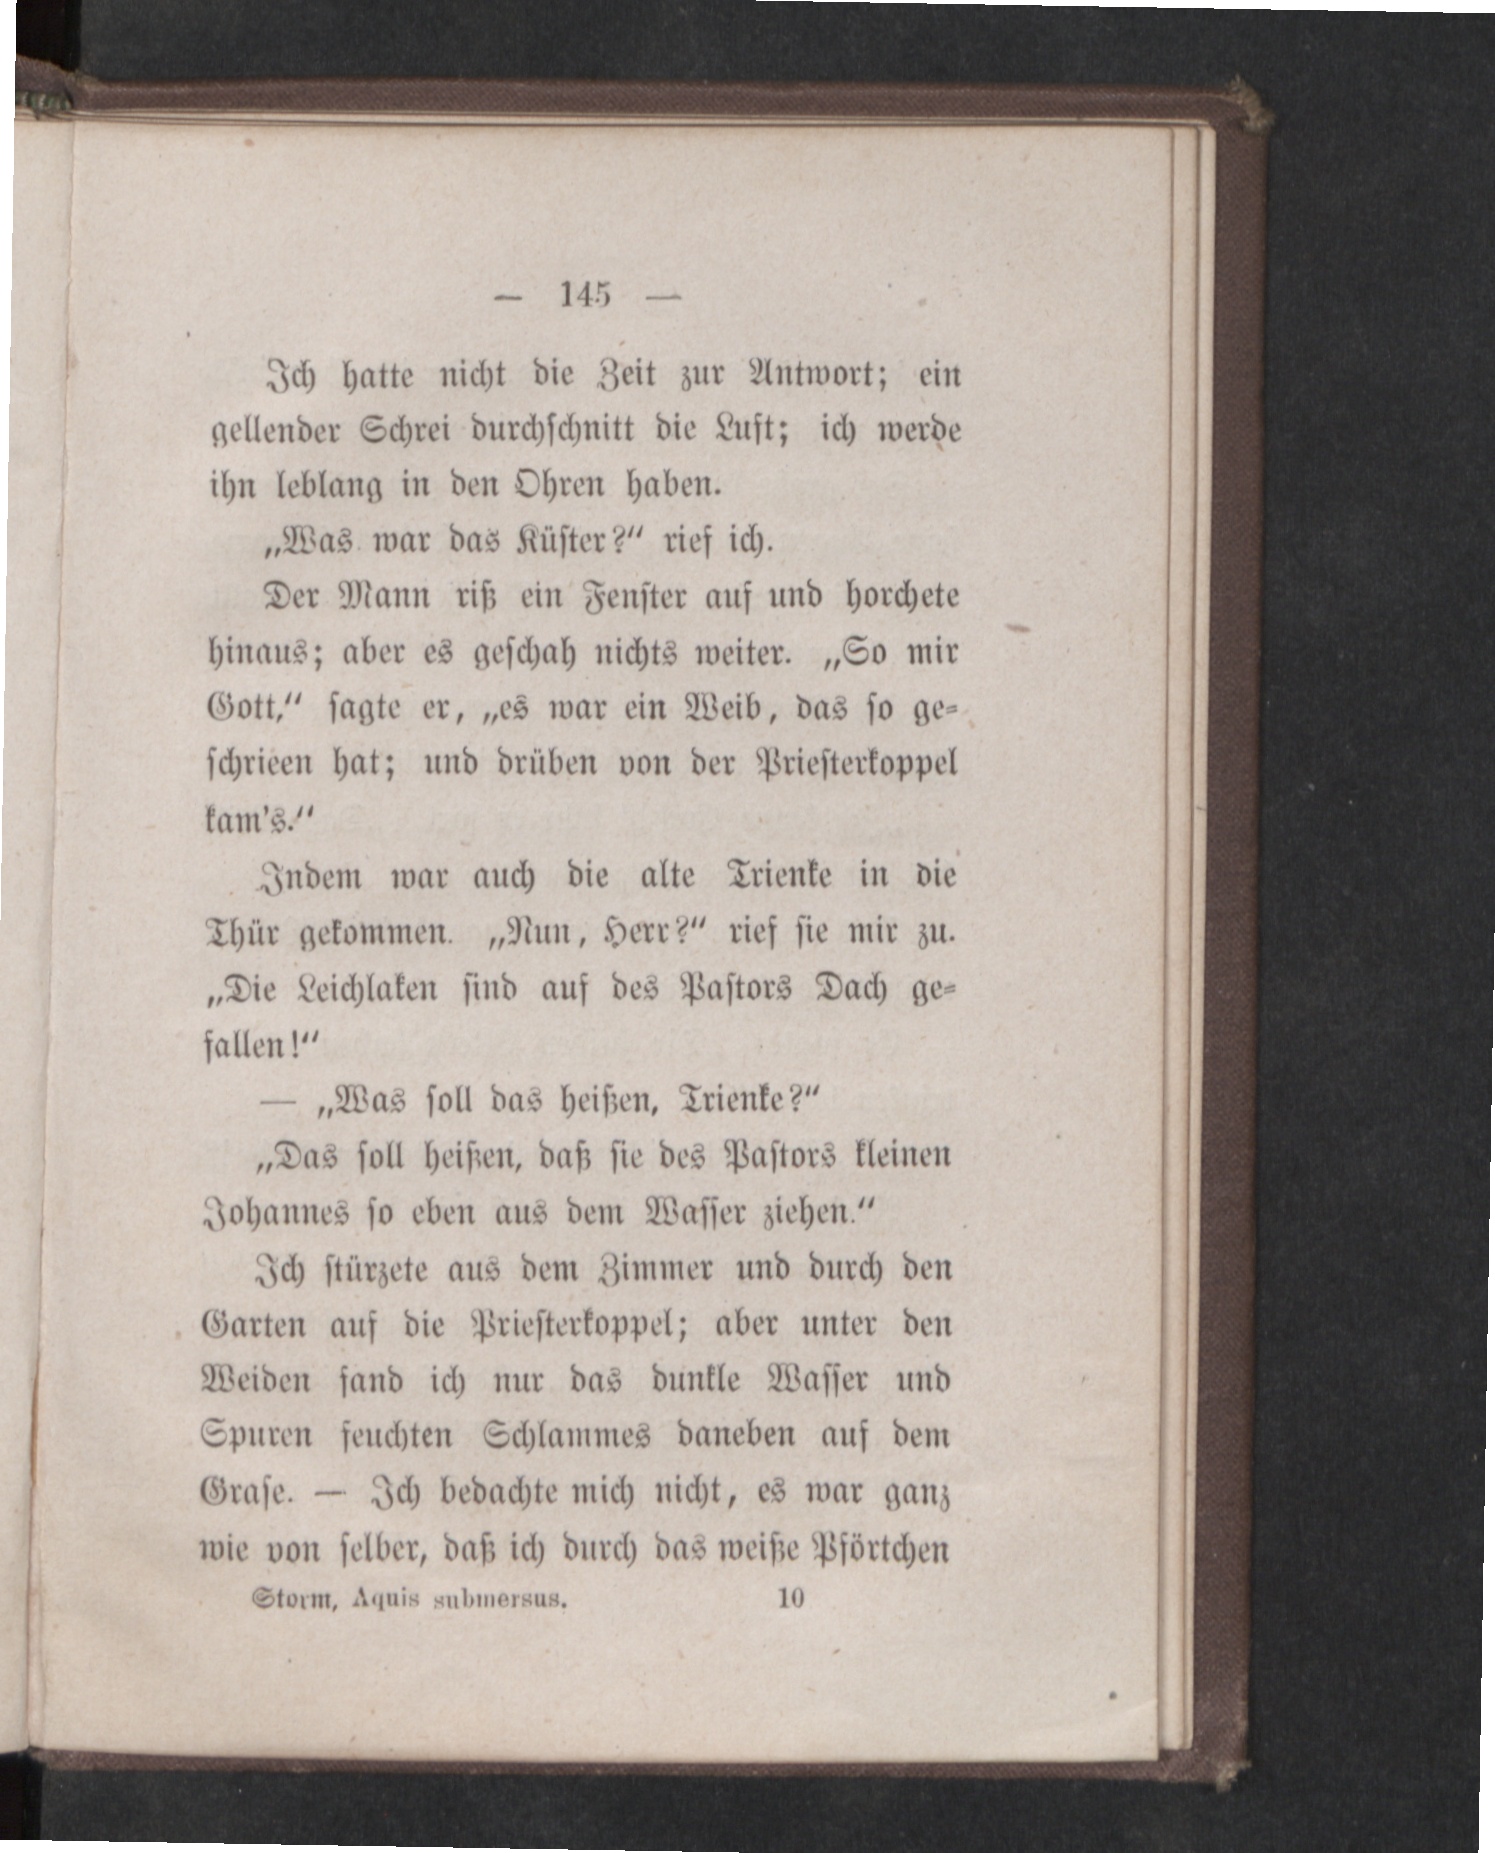 — 145 —
Ich hatte nicht die Zeit zur Antwort; ein
gellender Schrei durchschnitt die Luft; ich werde
ihn leblang in den Ohren haben.
„Was war das Küster?“ rief ich.
Der Mann riß ein Fenster auf und horchete
hinaus; aber es geschah nichts weiter. „So mir
Gott,“ sagte er, „es war ein Weib, das so ge-
schrieen hat; und drüben von der Priesterkoppel
kam's.“
Indem war auch die alte Trienke in die
Thür gekommen. „Nun, Herr?“ rief sie mir zu.
„Die Leichlaken sind auf des Pastors Dach ge-
fallen!“
— „Was soll das heißen, Trienke?“
„Das soll heißen, daß sie des Pastors kleinen
Johannes so eben aus dem Wasser ziehen.“
Ich stürzete aus dem Zimmer und durch den
Garten auf die Priesterkoppel; aber unter den
Weiden fand ich nur das dunkle Wasser und
Spuren feuchten Schlammes daneben auf dem
Grase. — Ich bedachte mich nicht, es war ganz
wie von selber, daß ich durch das weiße Pförtchen
Storm, Aquis submersus. 10